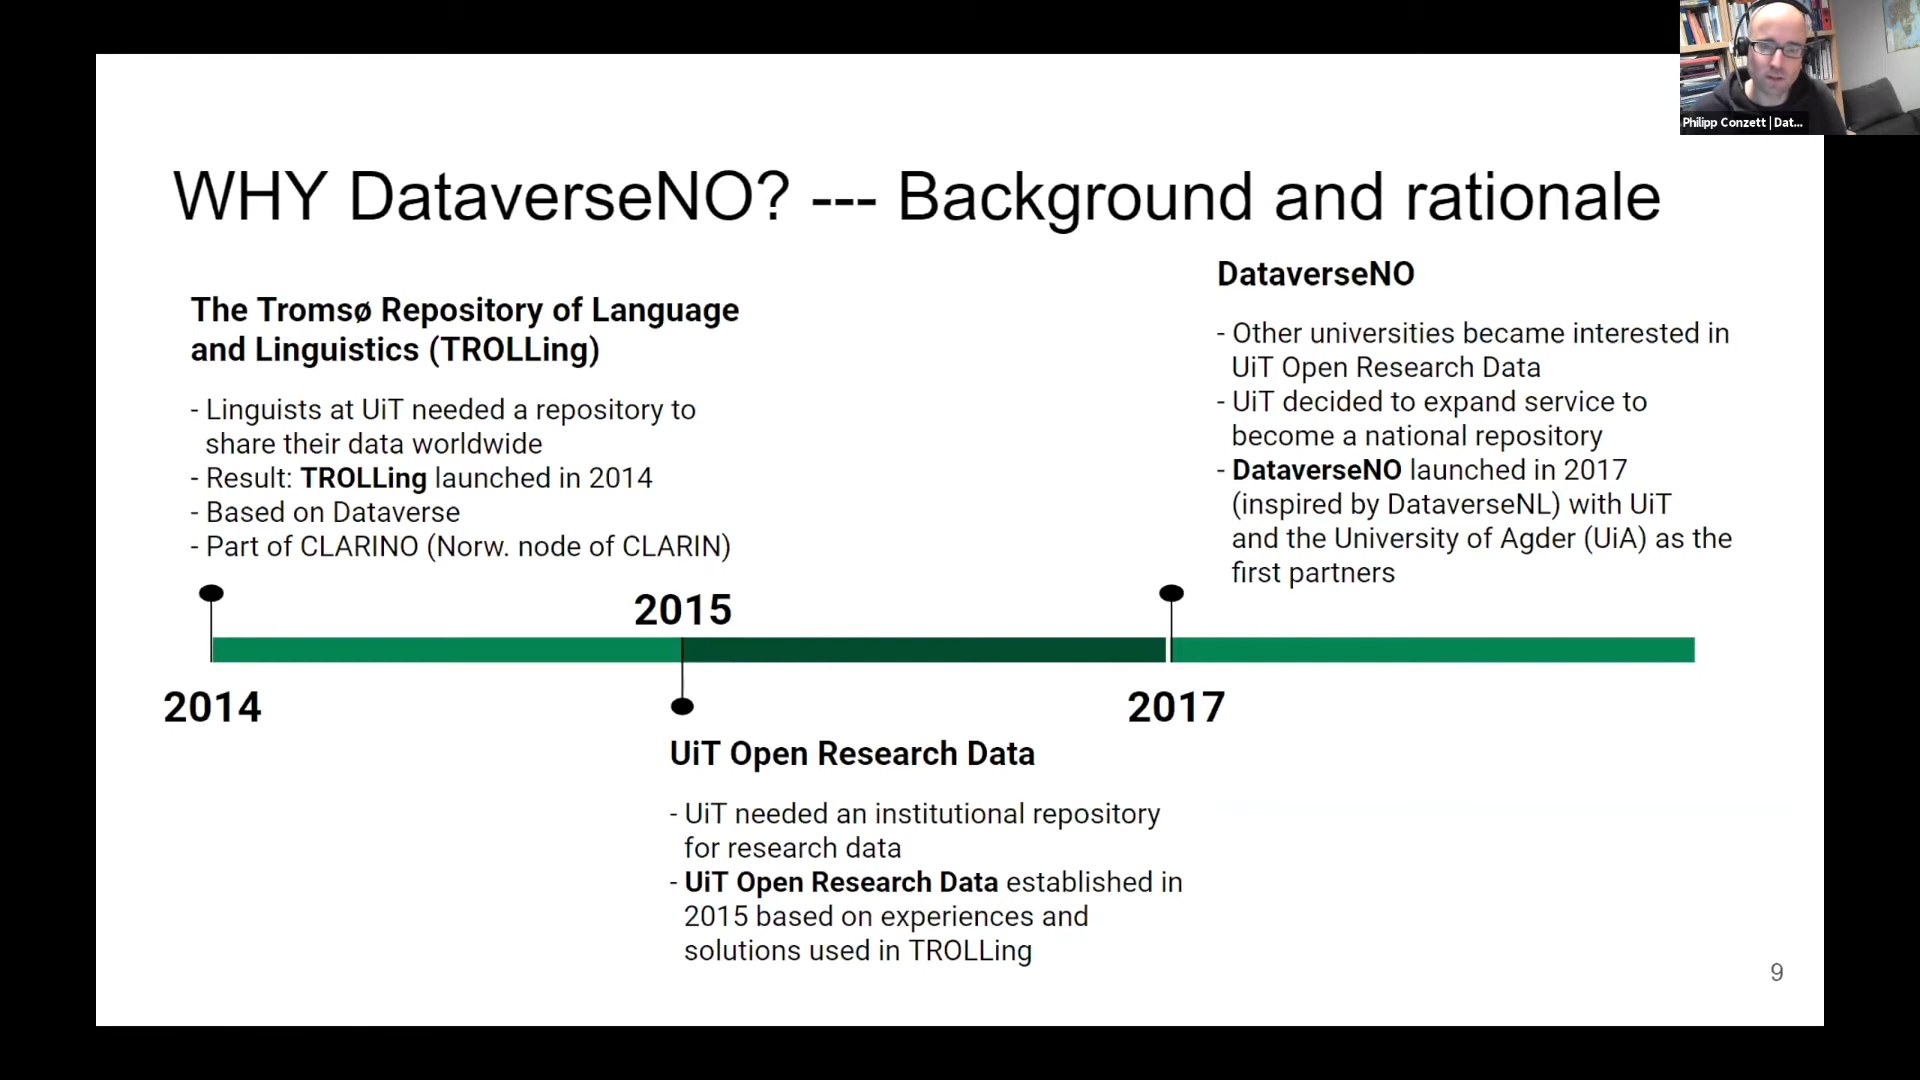 Philipp Conzett | Dat...
WHY DataverseNO? --- Background and rationale
The Tromsø Repository of Language
and Linguistics (TROLLing)
- Linguists at UiT needed a repository to
share their data worldwide
- Result: TROLLing launched in 2014
- Based on Dataverse
- Part of CLARINO (Norw. node of CLARIN)
DataverseNO
- Other universities became interested in
UiT Open Research Data
- UiT decided to expand service to
become a national repository
- DataverseNO launched in 2017
(inspired by DataverseNL) with UiT
and the University of Agder (UiA) as the
first partners
2015
2014
2017
UiT Open Research Data
- UiT needed an institutional repository
for research data
- UiT Open Research Data established in
2015 based on experiences and
solutions used in TROLLing
9